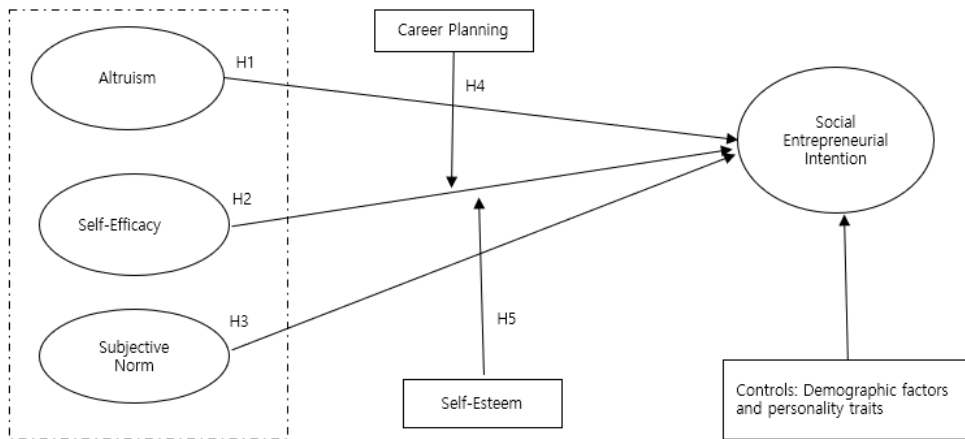 Career Planning
Altruism
H1
H4
Social
Entrepreneurial
Intention
H2
Self-Efficacy
H3
H5
Subjective
Norm
Self-Esteem
Controls: Demographic factors
and personality traits